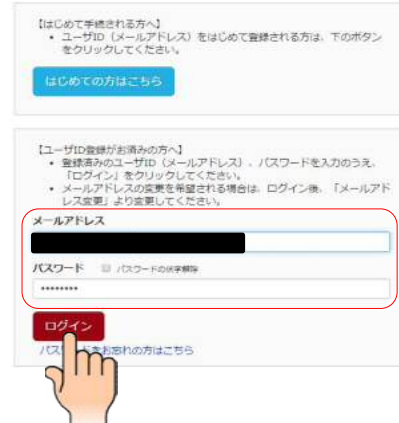 【はじめて手続される方へ】
• ユーザID（メールアドレス）をはじめて登録される方は、下のボタン
をクリックしてください。
はじめての方はこちら
【ユーザID登録がお済みの方へ】
• 登録済みのユーザID（メールアドレス）、パスワードを入力のうえ、
「ログイン」をクリックしてください。
• メールアドレスの変更を希望される場合は、ログイン後、「メールアド
レス変更」より変更してください。
メールアドレス
パスワード パスワードの伏字解除
••••••••
ログイン
パスワードをお忘れの方はこちら